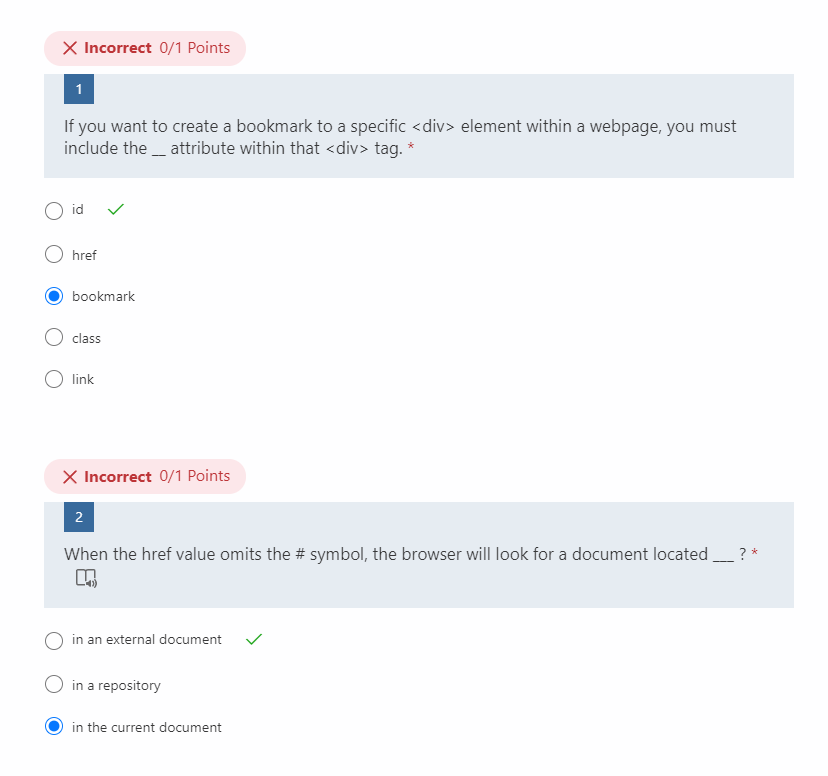 Incorrect 0/1 Points
1
If you want to create a bookmark to a specific <div> element within a webpage, you must
include the __ attribute within that <div> tag. *
id
href
bookmark
class
link
Incorrect 0/1 Points
2
When the href value omits the # symbol, the browser will look for a document located ___ ? *
in an external document
in a repository
in the current document